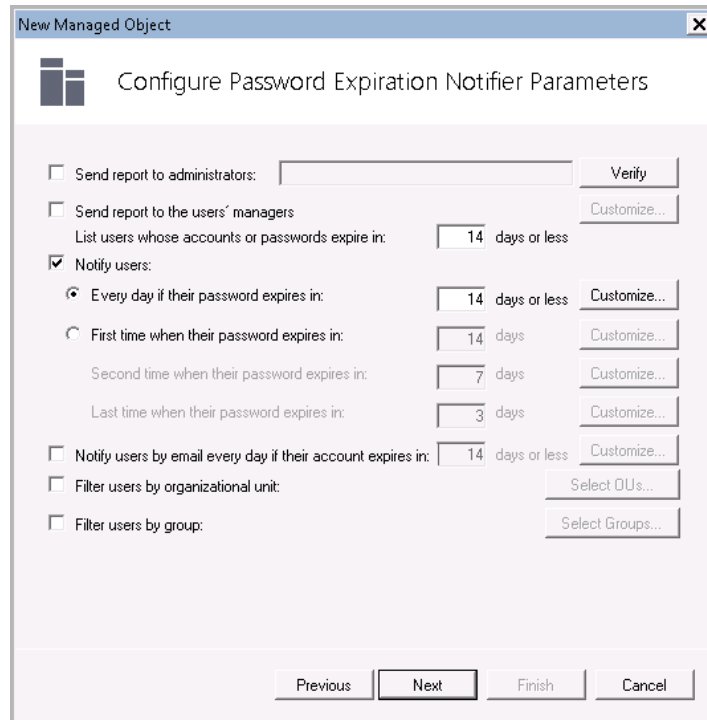 New Managed Object
Configure Password Expiration Notifier Parameters
Send report to administrators: Verify
Send report to the users´ managers Customize...
List users whose accounts or passwords expire in: 14 days or less
Notify users:
Every day if their password expires in: 14 days or less Customize...
First time when their password expires in: 14 days Customize...
Second time when their password expires in: 7 days Customize...
Last time when their password expires in: 3 days Customize...
Notify users by email every day if their account expires in: 14 days or less Customize...
Filter users by organizational unit: Select OUs...
Filter users by group: Select Groups...
Previous Next Finish Cancel